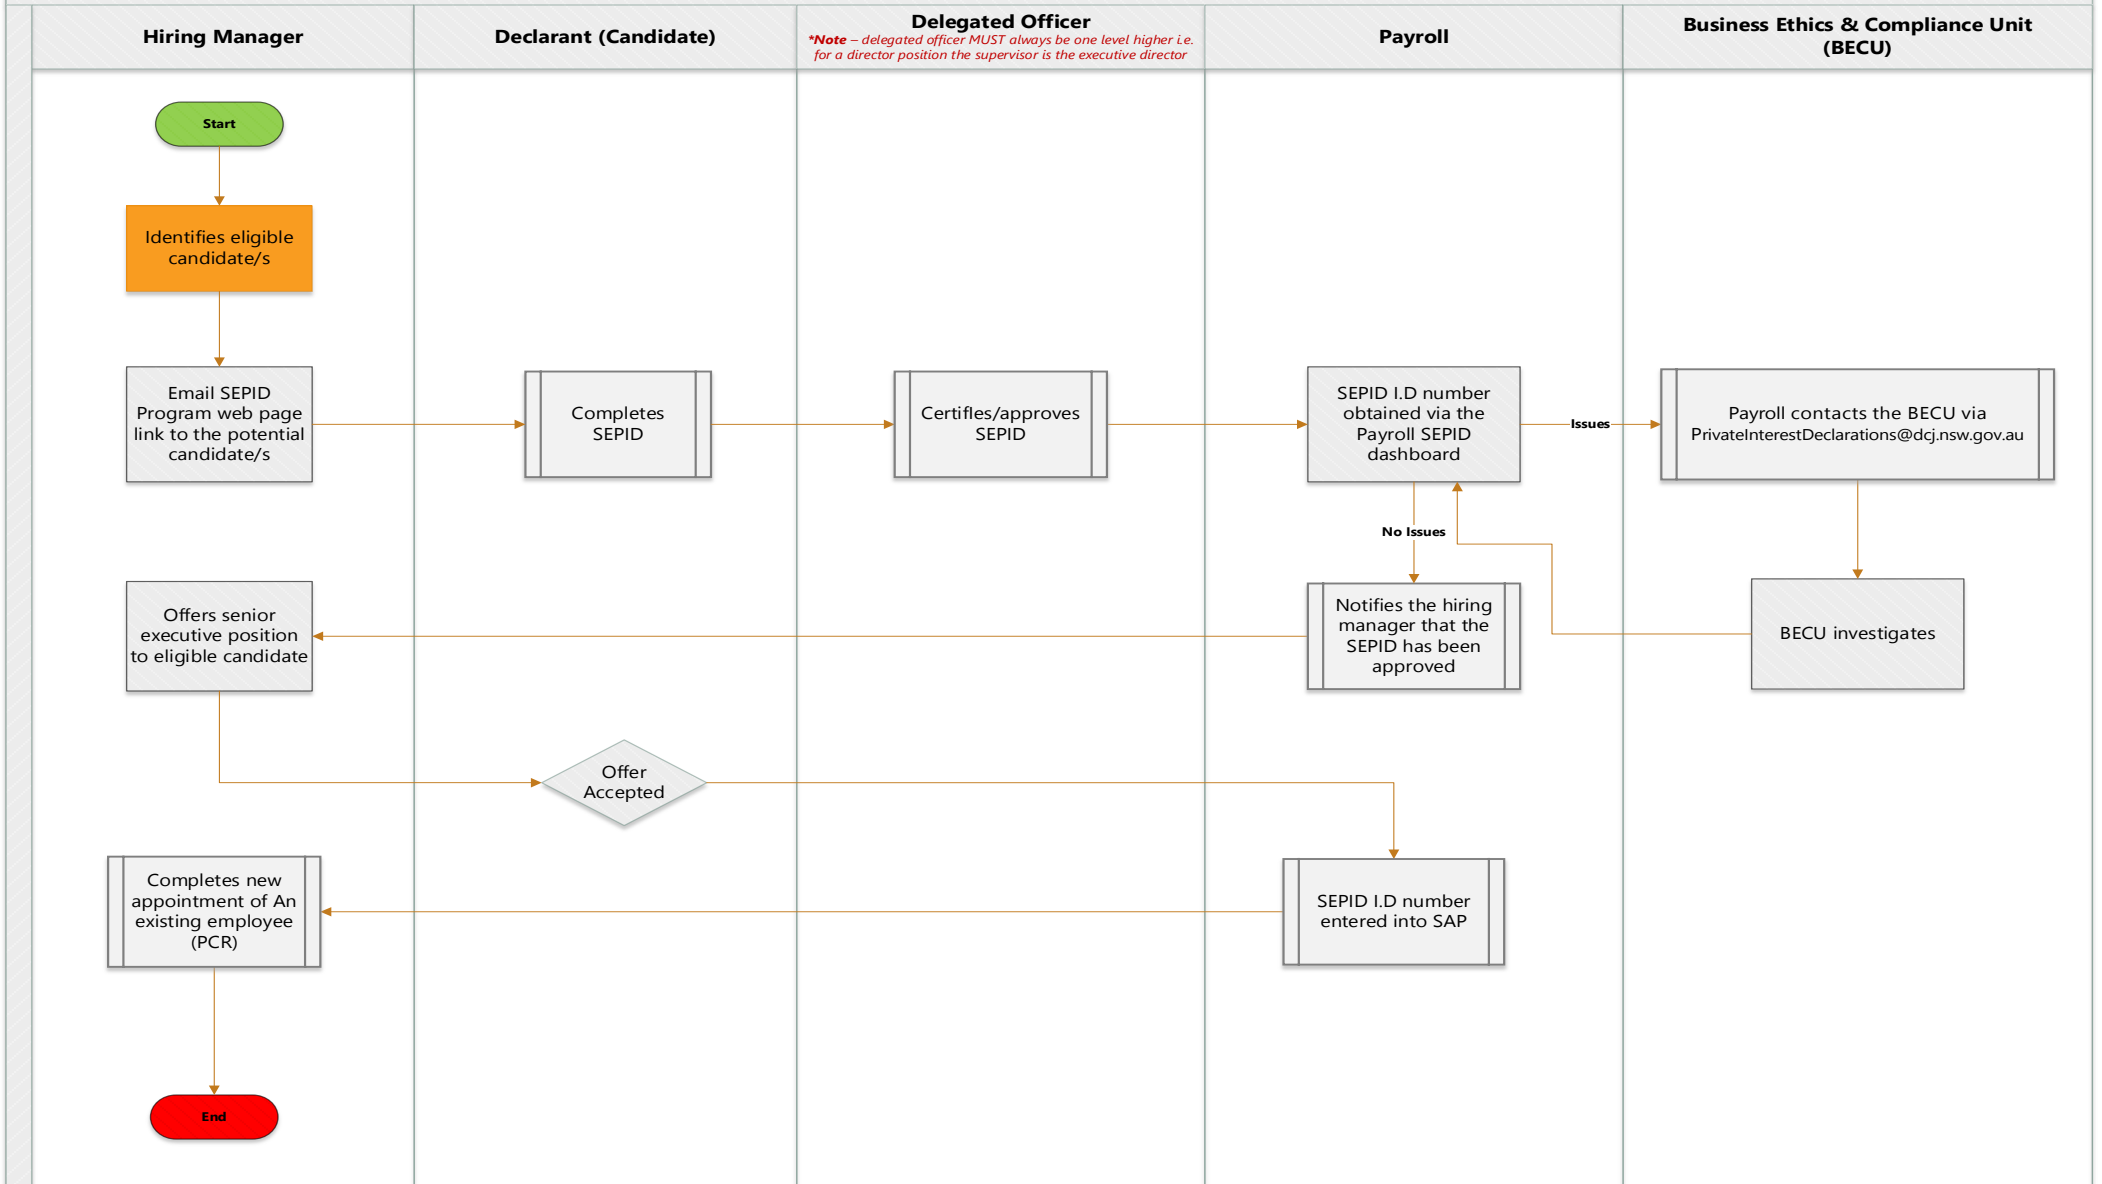 Hiring Manager
Declarant (Candidate)
Delegated Officer
*Note – delegated officer MUST always be one level higher i.e.
for a director position the supervisor is the executive director
Payroll
Business Ethics & Compliance Unit
(BECU)
Start
Identifies eligible
candidate/s
Email SEPID
Program web page
link to the potential
candidate/s
Completes
SEPID
Certifles/approves
SEPID
SEPID I.D number
obtained via the
Payroll SEPID
dashboard
Issues
Payroll contacts the BECU via
PrivateInterestDeclarations@dcj.nsw.gov.au
No Issues
Offers senior
executive position
to eligible candidate
Notifies the hiring
manager that the
SEPID has been
approved
BECU investigates
Offer
Accepted
Completes new
appointment of An
existing employee
(PCR)
SEPID I.D number
entered into SAP
End